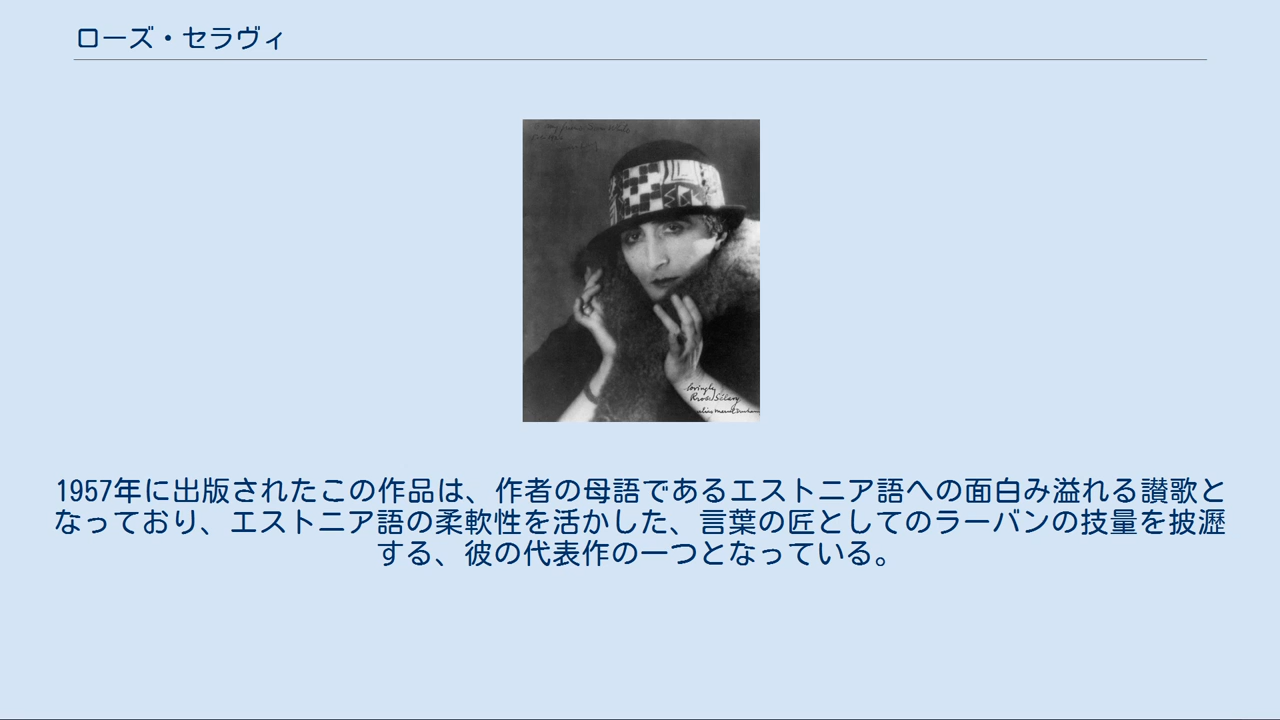 ローズ・セラヴィ
lovingly
Rrose Sélavy
1957年に出版されたこの作品は、作者の母語であるエストニア語への面白み溢れる讃歌と
なっており、エストニア語の柔軟性を活かした、言葉の匠としてのラーバンの技量を披瀝
する、彼の代表作の一つとなっている。